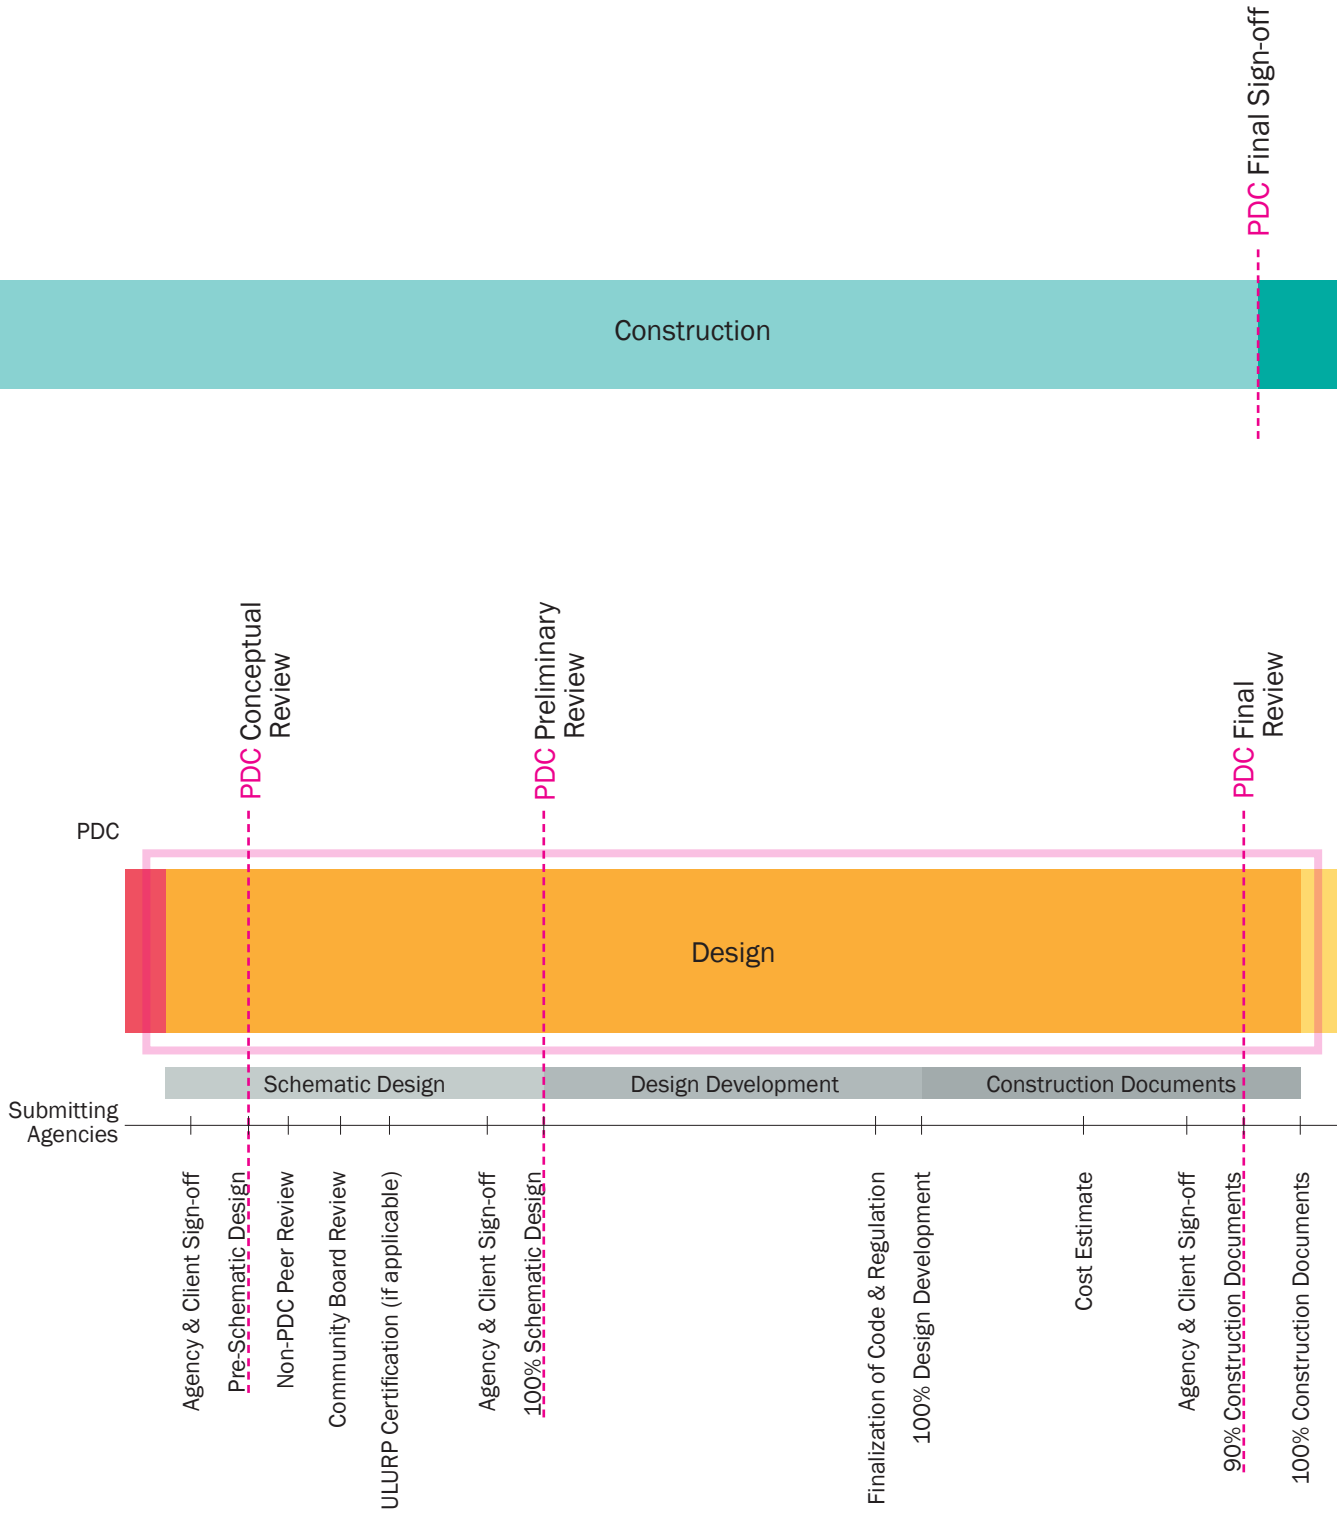 PDC Final Sign-off
Construction
PDC Conceptual
Review
PDC Preliminary
Review
PDC Final
Review
PDC
Design
Schematic Design
Design Development
Construction Documents
Submitting
Agencies
Agency & Client Sign-off
Pre-Schematic Design
Non-PDC Peer Review
Community Board Review
ULURP Certification (if applicable)
Agency & Client Sign-off
100% Schematic Design
Finalization of Code & Regulation
100% Design Development
Cost Estimate
Agency & Client Sign-off
90% Construction Documents
100% Construction Documents